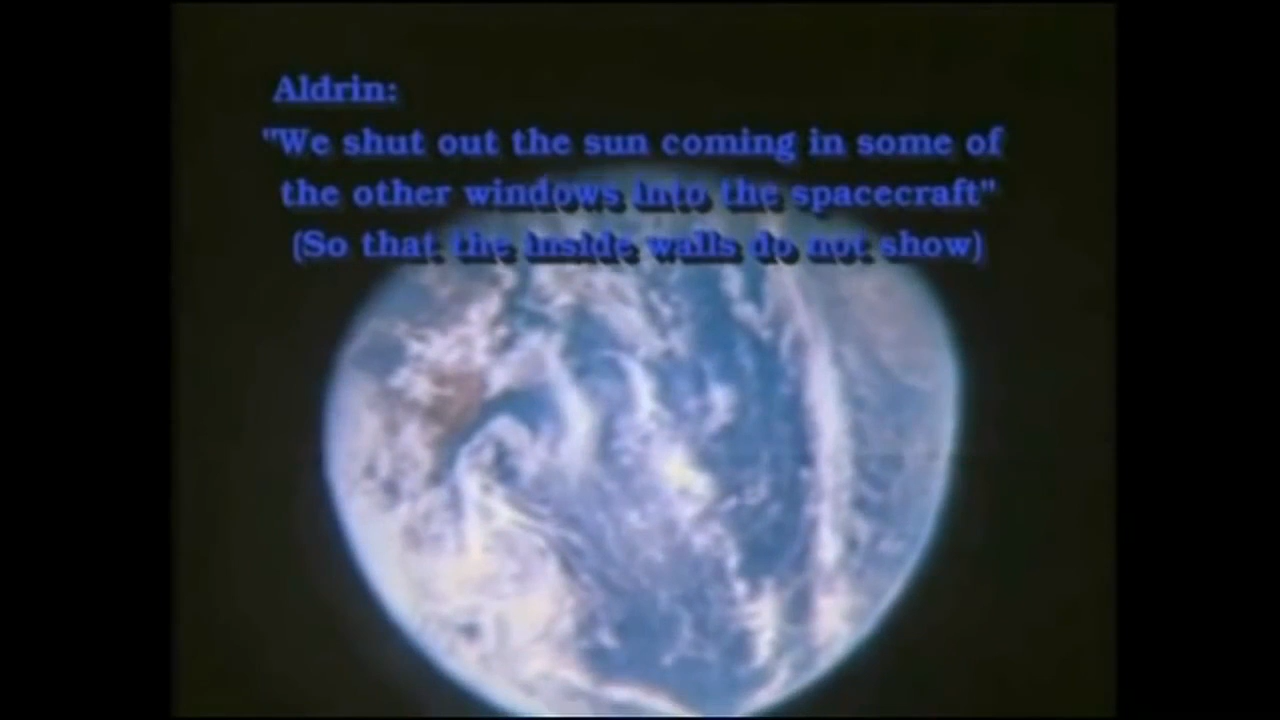 Aldrin:
"We shut out the sun coming in some of
the other windows into the spacecraft"
(So that the inside walls do not show)